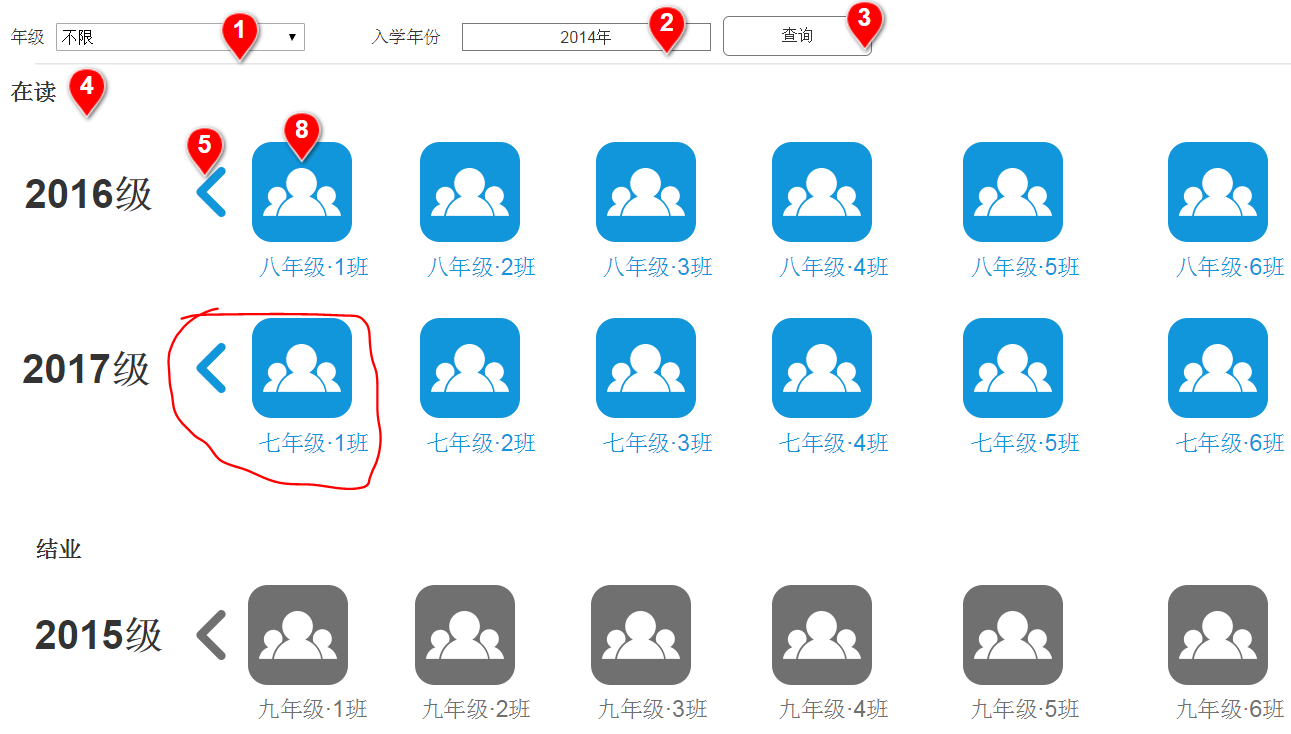 年级 不限 1 入学年份 2014年 2 查询 3
在读 4
5 8
2016级
八年级·1班 八年级·2班 八年级·3班 八年级·4班 八年级·5班 八年级·6班
2017级
七年级·1班 七年级·2班 七年级·3班 七年级·4班 七年级·5班 七年级·6班
结业
2015级
九年级·1班 九年级·2班 九年级·3班 九年级·4班 九年级·5班 九年级·6班